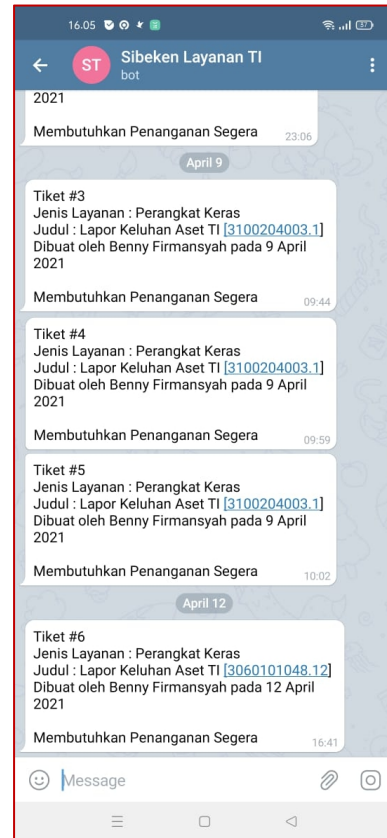 16.05
37
ST
Sibeken Layanan TI
bot
2021
Membutuhkan Penanganan Segera 23:06
April 9
Tiket #3
Jenis Layanan : Perangkat Keras
Judul : Lapor Keluhan Aset TI [3100204003.1]
Dibuat oleh Benny Firmansyah pada 9 April
2021
Membutuhkan Penanganan Segera 09:44
Tiket #4
Jenis Layanan : Perangkat Keras
Judul : Lapor Keluhan Aset TI [3100204003.1]
Dibuat oleh Benny Firmansyah pada 9 April
2021
Membutuhkan Penanganan Segera 09:59
Tiket #5
Jenis Layanan : Perangkat Keras
Judul : Lapor Keluhan Aset TI [3100204003.1]
Dibuat oleh Benny Firmansyah pada 9 April
2021
Membutuhkan Penanganan Segera 10:02
April 12
Tiket #6
Jenis Layanan : Perangkat Keras
Judul : Lapor Keluhan Aset TI [3060101048.12]
Dibuat oleh Benny Firmansyah pada 12 April
2021
Membutuhkan Penanganan Segera 16:41
Message